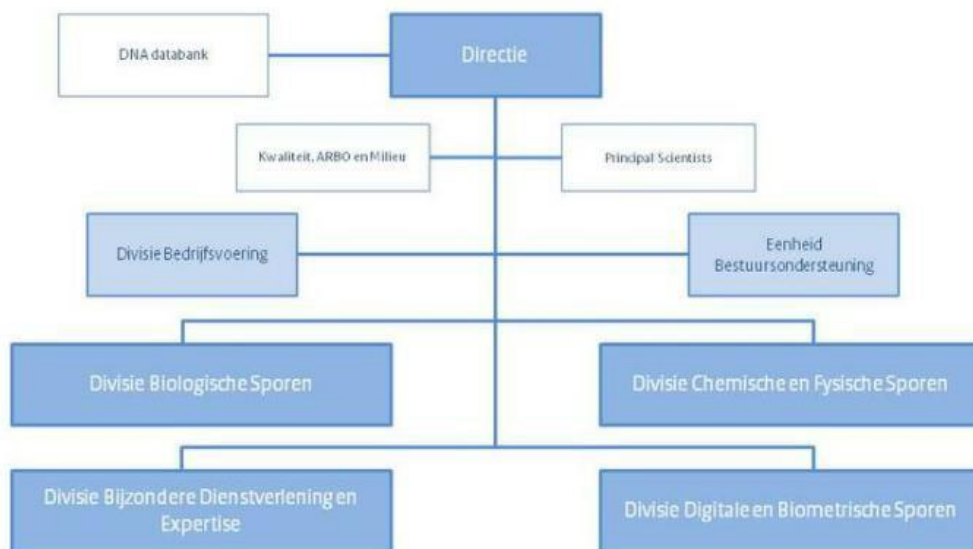 DNA databank
Directie
Kwaliteit, ARBO en Milieu
Principal Scientists
Divisie Bedrijfsvoering
Eenheid
Bestuursondersteuning
Divisie Biologische Sporen
Divisie Chemische en Fysische Sporen
Divisie Bijzondere Dienstverlening en
Expertise
Divisie Digitale en Biometrische Sporen